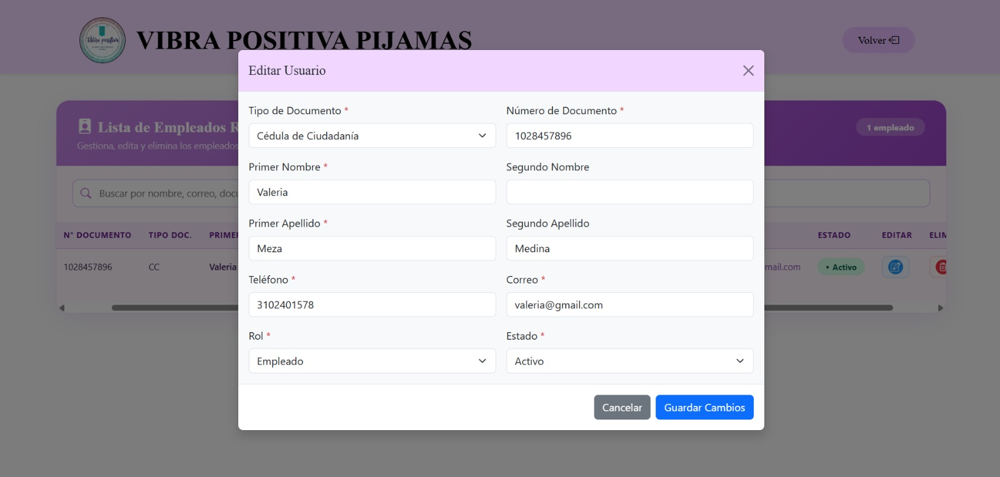 Vibra positiva
VIBRA POSITIVA PIJAMAS
Volver
Editar Usuario
Lista de Empleados R
1 empleado
Gestiona, edita y elimina los empleados
Tipo de Documento *
Número de Documento *
Cédula de Ciudadanía
1028457896
Primer Nombre *
Segundo Nombre
Valeria
Buscar por nombre, correo, docu
Primer Apellido *
Segundo Apellido
Meza
Medina
N° DOCUMENTO TIPO DOC. PRIMER
ESTADO EDITAR ELIM
1028457896 CC Valeria
mail.com • Activo
Teléfono *
Correo *
3102401578
valeria@gmail.com
Rol *
Estado *
Empleado
Activo
Cancelar
Guardar Cambios